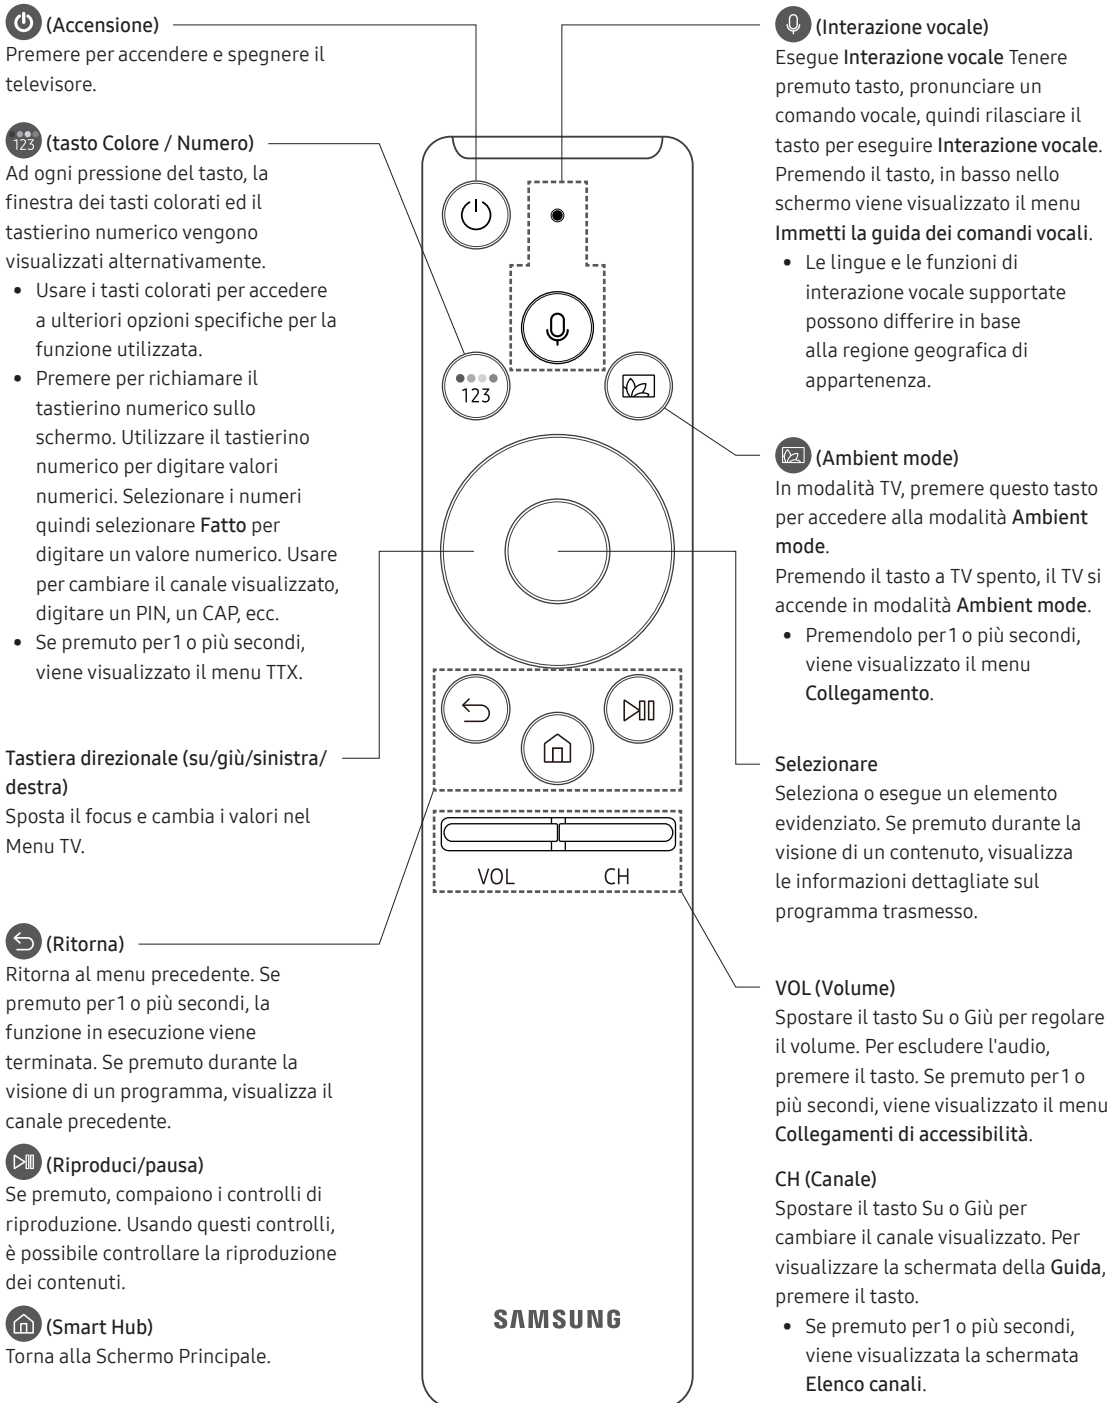 (Accensione)
Premere per accendere e spegnere il
televisore.
123 (tasto Colore / Numero)
Ad ogni pressione del tasto, la
finestra dei tasti colorati ed il
tastierino numerico vengono
visualizzati alternativamente.
• Usare i tasti colorati per accedere
a ulteriori opzioni specifiche per la
funzione utilizzata.
• Premere per richiamare il
tastierino numerico sullo
schermo. Utilizzare il tastierino
numerico per digitare valori
numerici. Selezionare i numeri
quindi selezionare Fatto per
digitare un valore numerico. Usare
per cambiare il canale visualizzato,
digitare un PIN, un CAP, ecc.
• Se premuto per 1 o più secondi,
viene visualizzato il menu TTX.
Tastiera direzionale (su/giù/sinistra/
destra)
Sposta il focus e cambia i valori nel
Menu TV.
(Ritorna)
Ritorna al menu precedente. Se
premuto per 1 o più secondi, la
funzione in esecuzione viene
terminata. Se premuto durante la
visione di un programma, visualizza il
canale precedente.
(Riproduci/pausa)
Se premuto, compaiono i controlli di
riproduzione. Usando questi controlli,
è possibile controllare la riproduzione
dei contenuti.
(Smart Hub)
Torna alla Schermo Principale.
123
VOL CH
SAMSUNG
(Interazione vocale)
Esegue Interazione vocale Tenere
premuto tasto, pronunciare un
comando vocale, quindi rilasciare il
tasto per eseguire Interazione vocale.
Premendo il tasto, in basso nello
schermo viene visualizzato il menu
Immetti la guida dei comandi vocali.
• Le lingue e le funzioni di
interazione vocale supportate
possono differire in base
alla regione geografica di
appartenenza.
(Ambient mode)
In modalità TV, premere questo tasto
per accedere alla modalità Ambient
mode.
Premendo il tasto a TV spento, il TV si
accende in modalità Ambient mode.
• Premendolo per 1 o più secondi,
viene visualizzato il menu
Collegamento.
Selezionare
Seleziona o esegue un elemento
evidenziato. Se premuto durante la
visione di un contenuto, visualizza
le informazioni dettagliate sul
programma trasmesso.
VOL (Volume)
Spostare il tasto Su o Giù per regolare
il volume. Per escludere l'audio,
premere il tasto. Se premuto per 1 o
più secondi, viene visualizzato il menu
Collegamenti di accessibilità.
CH (Canale)
Spostare il tasto Su o Giù per
cambiare il canale visualizzato. Per
visualizzare la schermata della Guida,
premere il tasto.
• Se premuto per 1 o più secondi,
viene visualizzata la schermata
Elenco canali.